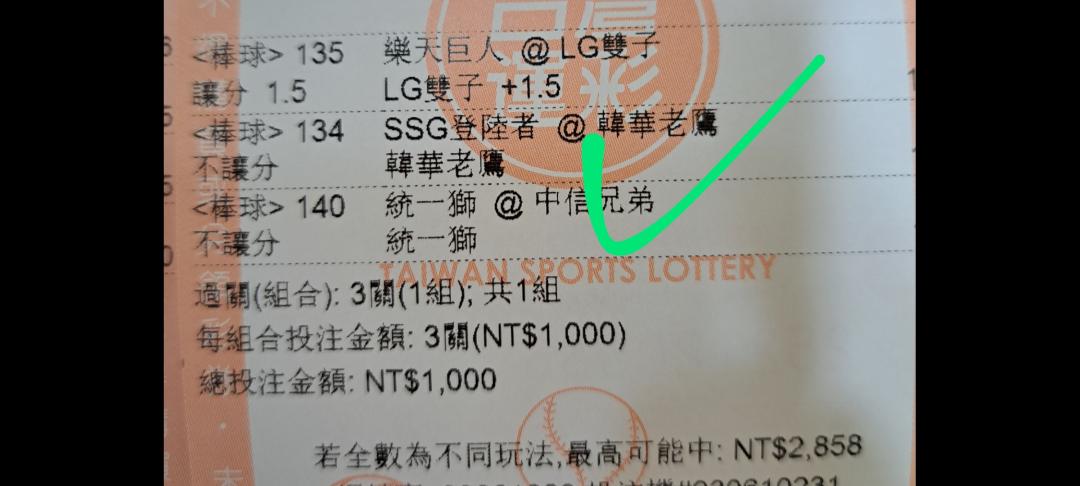 <棒球> 135 樂天巨人 @ LG雙子
讓分 1.5 LG雙子 +1.5
<棒球> 134 SSG登陸者 @ 韓華老鷹
不讓分 韓華老鷹
<棒球> 140 統一獅 @ 中信兄弟
不讓分 統一獅
TAIWAN SPORTS LOTTERY
過關(組合): 3關(1組); 共1組
每組合投注金額: 3關(NT$1,000)
總投注金額: NT$1,000
若全數為不同玩法,最高可能中: NT$2,858